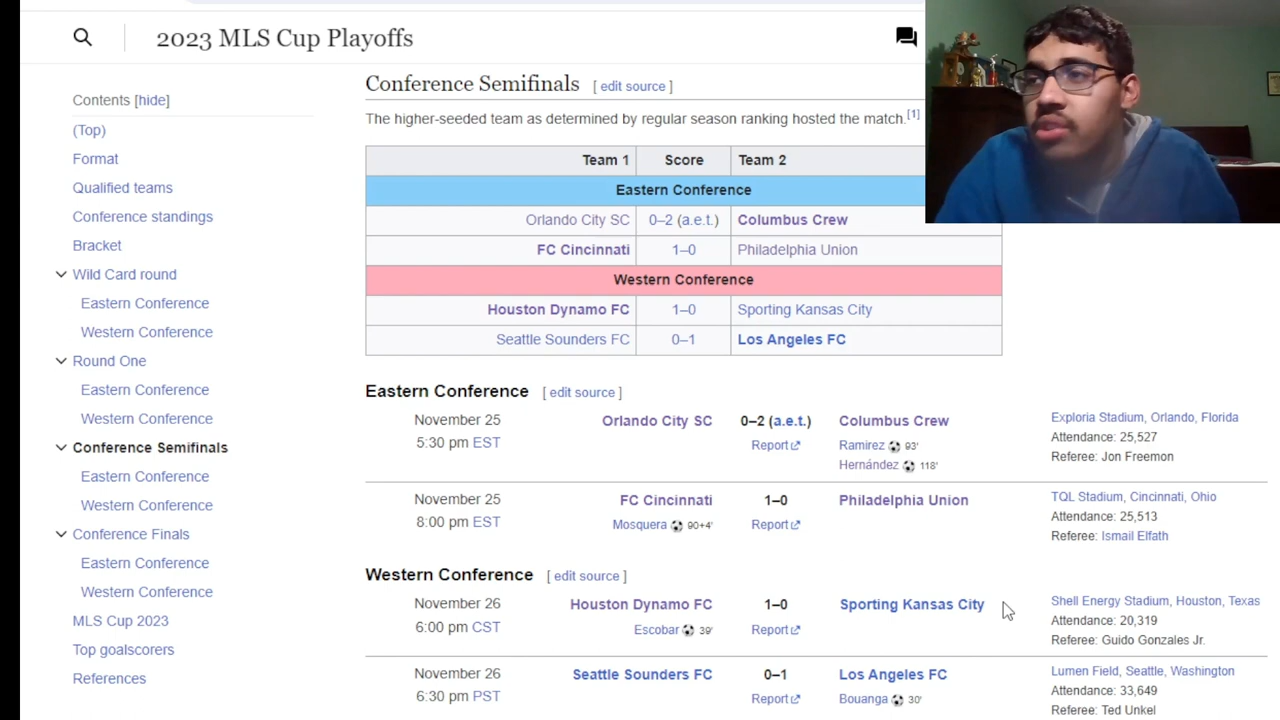 2023 MLS Cup Playoffs
Contents [hide]
(Top)
Format
Qualified teams
Conference standings
Bracket
Wild Card round
Eastern Conference
Western Conference
Round One
Eastern Conference
Western Conference
Conference Semifinals
Eastern Conference
Western Conference
Conference Finals
Eastern Conference
Western Conference
MLS Cup 2023
Top goalscorers
References
Conference Semifinals [ edit source ]
The higher-seeded team as determined by regular season ranking hosted the match.[1]
Team 1 Score Team 2
Eastern Conference
Orlando City SC 0–2 (a.e.t.) Columbus Crew
FC Cincinnati 1–0 Philadelphia Union
Western Conference
Houston Dynamo FC 1–0 Sporting Kansas City
Seattle Sounders FC 0–1 Los Angeles FC
Eastern Conference [ edit source ]
November 25 Orlando City SC 0–2 (a.e.t.) Columbus Crew Exploria Stadium, Orlando, Florida
5:30 pm EST Report Ramirez 93' Attendance: 25,527
Hernández 118' Referee: Jon Freemon
November 25 FC Cincinnati 1–0 Philadelphia Union TQL Stadium, Cincinnati, Ohio
8:00 pm EST Mosquera 90+4' Report Attendance: 25,513
Referee: Ismail Elfath
Western Conference [ edit source ]
November 26 Houston Dynamo FC 1–0 Sporting Kansas City Shell Energy Stadium, Houston, Texas
6:00 pm CST Escobar 39' Report Attendance: 20,319
Referee: Guido Gonzales Jr.
November 26 Seattle Sounders FC 0–1 Los Angeles FC Lumen Field, Seattle, Washington
6:30 pm PST Report Bouanga 30' Attendance: 33,649
Referee: Ted Unkel